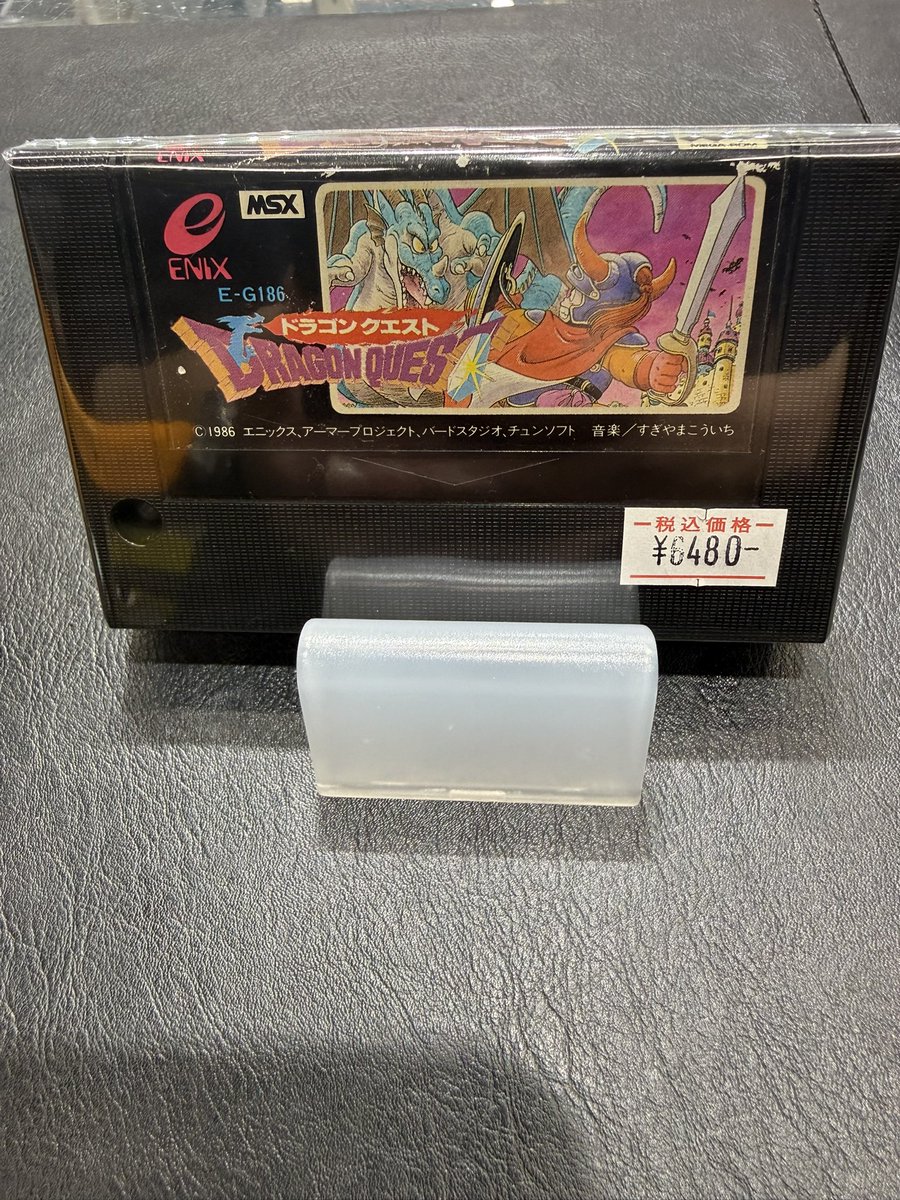 ENIX
MEGA-ROM
MSX
ENIX
E-G186
ドラゴンクエスト
DRAGON QUEST
©1986 エニックス、アーマープロジェクト、バードスタジオ、チュンソフト 音楽/すぎやまこういち
税込価格
¥6480-